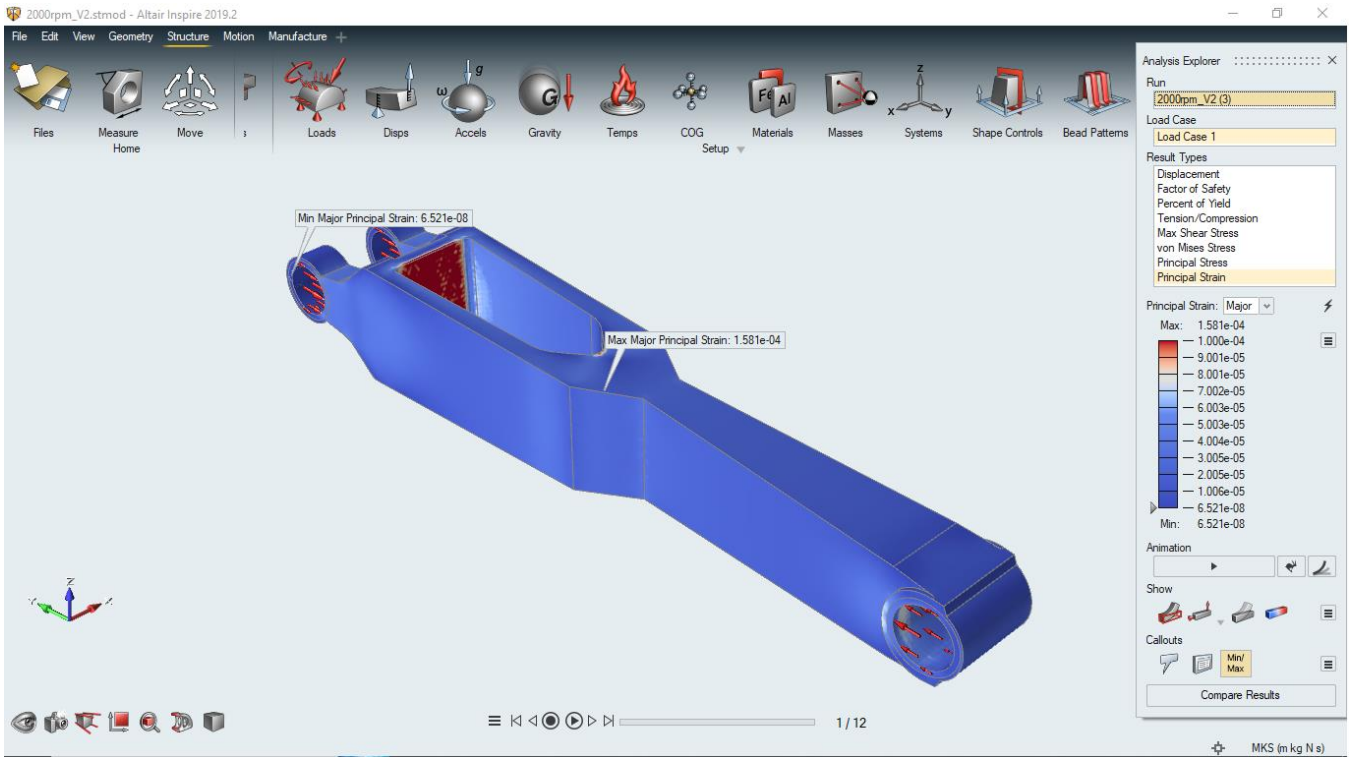 2000rpm_V2.stmod - Altair Inspire 2019.2
File Edit View Geometry Structure Motion Manufacture +
g
ω
G
Fe Al
z
x y
Files Measure Move s Loads Disps Accels Gravity Temps COG Materials Masses Systems Shape Controls Bead Patterns
Home Setup
Min Major Principal Strain: 6.521e-08
Max Major Principal Strain: 1.581e-04
Z
Y X
1 / 12
Analysis Explorer
Run
2000rpm_V2 (3)
Load Case
Load Case 1
Result Types
Displacement
Factor of Safety
Percent of Yield
Tension/Compression
Max Shear Stress
von Mises Stress
Principal Stress
Principal Strain
Principal Strain: Major
Max: 1.581e-04
1.000e-04
9.001e-05
8.001e-05
7.002e-05
6.003e-05
5.003e-05
4.004e-05
3.005e-05
2.005e-05
1.006e-05
6.521e-08
Min: 6.521e-08
Animation
Show
Callouts
Min/
Max
Compare Results
MKS (m kg N s)